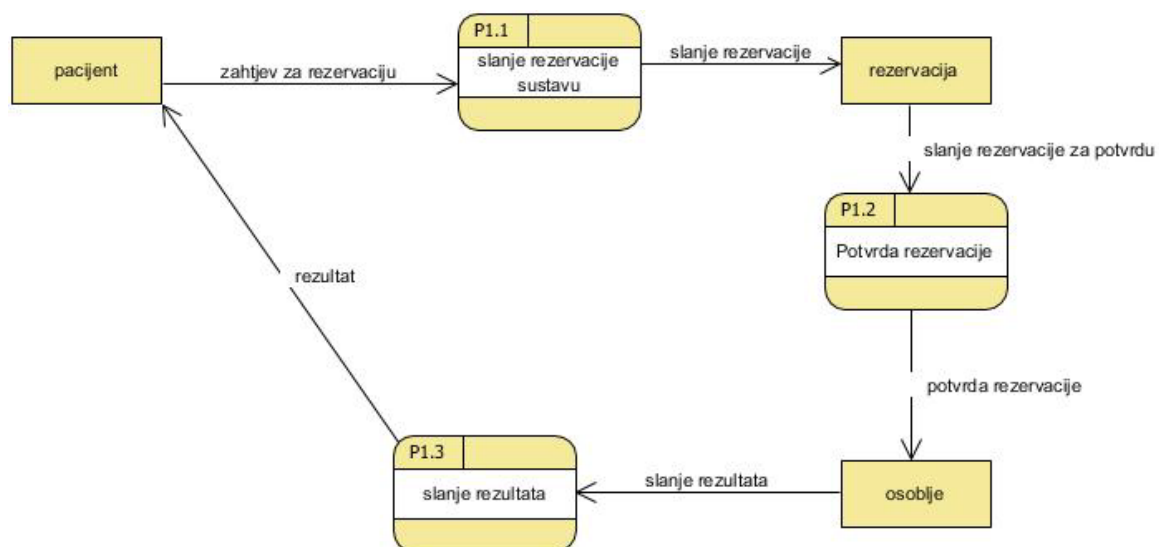 pacijent
zahtjev za rezervaciju
P1.1
slanje rezervacije
sustavu
slanje rezervacije
rezervacija
slanje rezervacije za potvrdu
P1.2
Potvrda rezervacije
potvrda rezervacije
osoblje
slanje rezultata
P1.3
slanje rezultata
rezultat